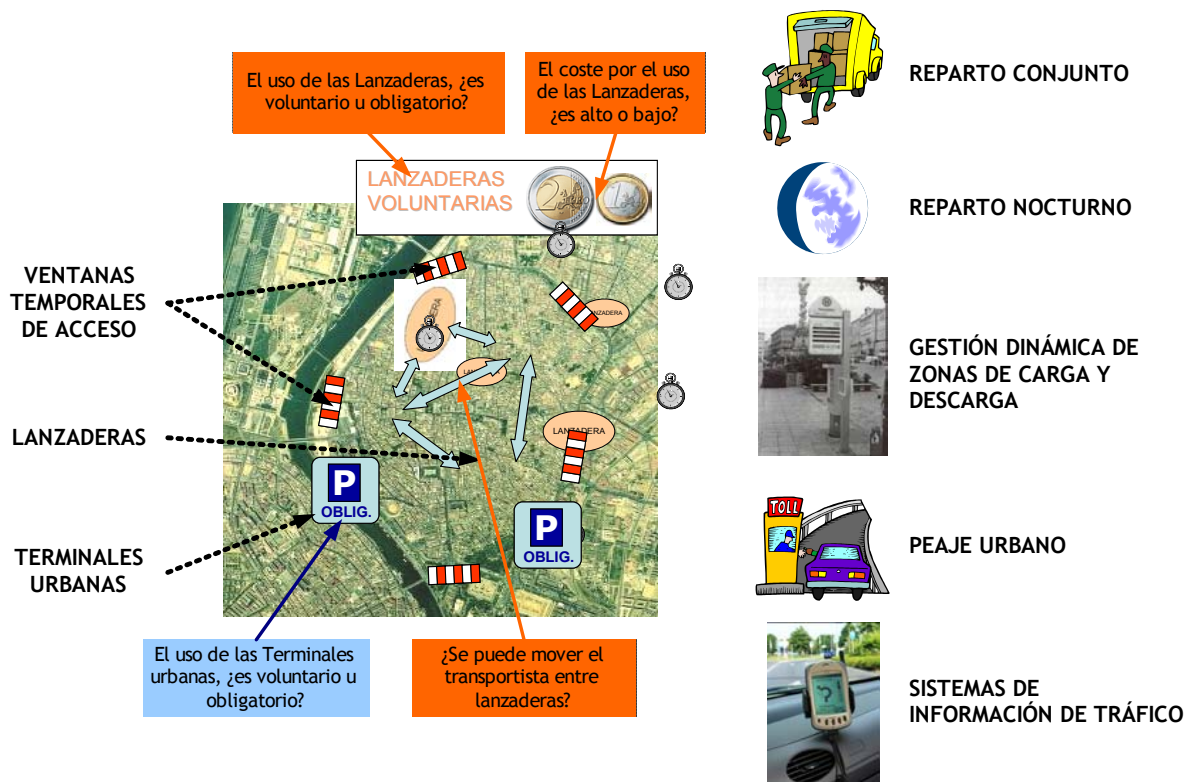 El uso de las Lanzaderas, ¿es
voluntario u obligatorio?
El coste por el uso
de las Lanzaderas,
¿es alto o bajo?
LANZADERAS
VOLUNTARIAS
VENTANAS
TEMPORALES
DE ACCESO
LANZADERA
LANZADERA
LANZADERAS
P
OBLIG.
P
OBLIG.
TERMINALES
URBANAS
El uso de las Terminales
urbanas, ¿es voluntario u
obligatorio?
¿Se puede mover el
transportista entre
lanzaderas?
REPARTO CONJUNTO
REPARTO NOCTURNO
GESTIÓN DINÁMICA DE
ZONAS DE CARGA Y
DESCARGA
TOLL
PEAJE URBANO
SISTEMAS DE
INFORMACIÓN DE TRÁFICO